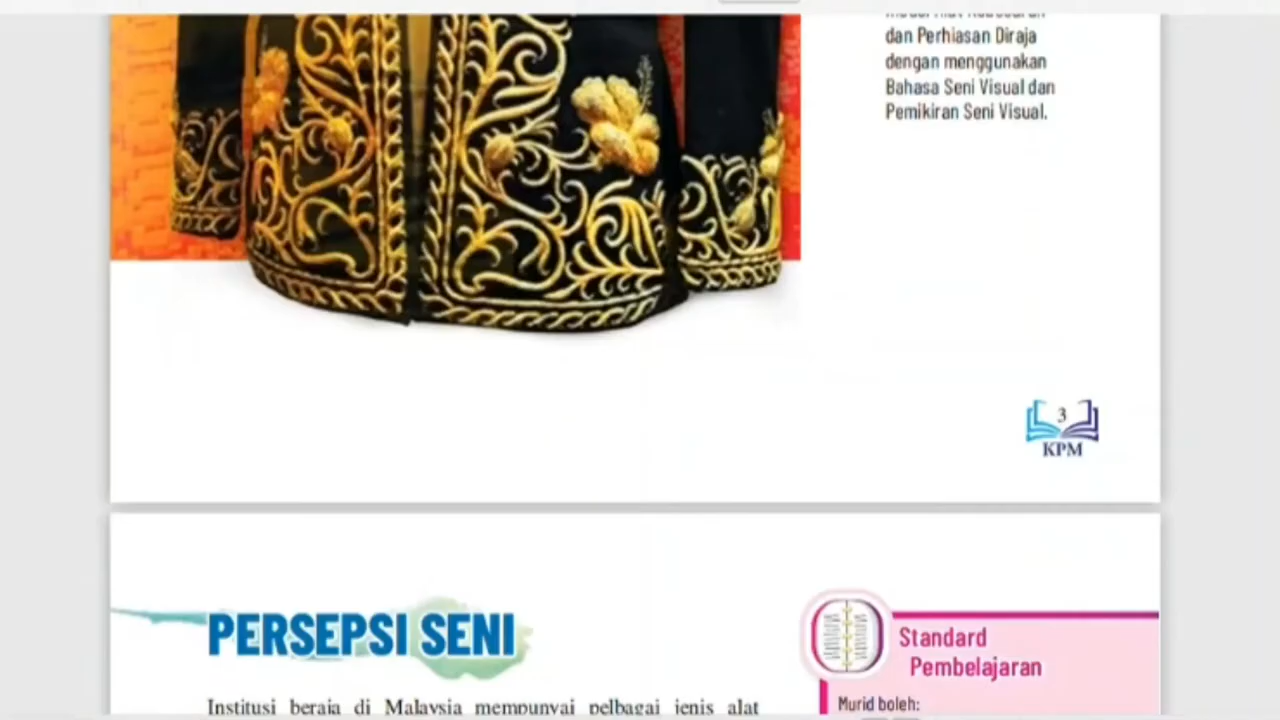 dan Perhiasan Diraja
dengan menggunakan
Bahasa Seni Visual dan
Pemikiran Seni Visual.
3
KPM
PERSEPSI SENI
Standard
Pembelajaran
Institusi beraja di Malaysia mempunyai pelbagai jenis alat
Murid boleh: